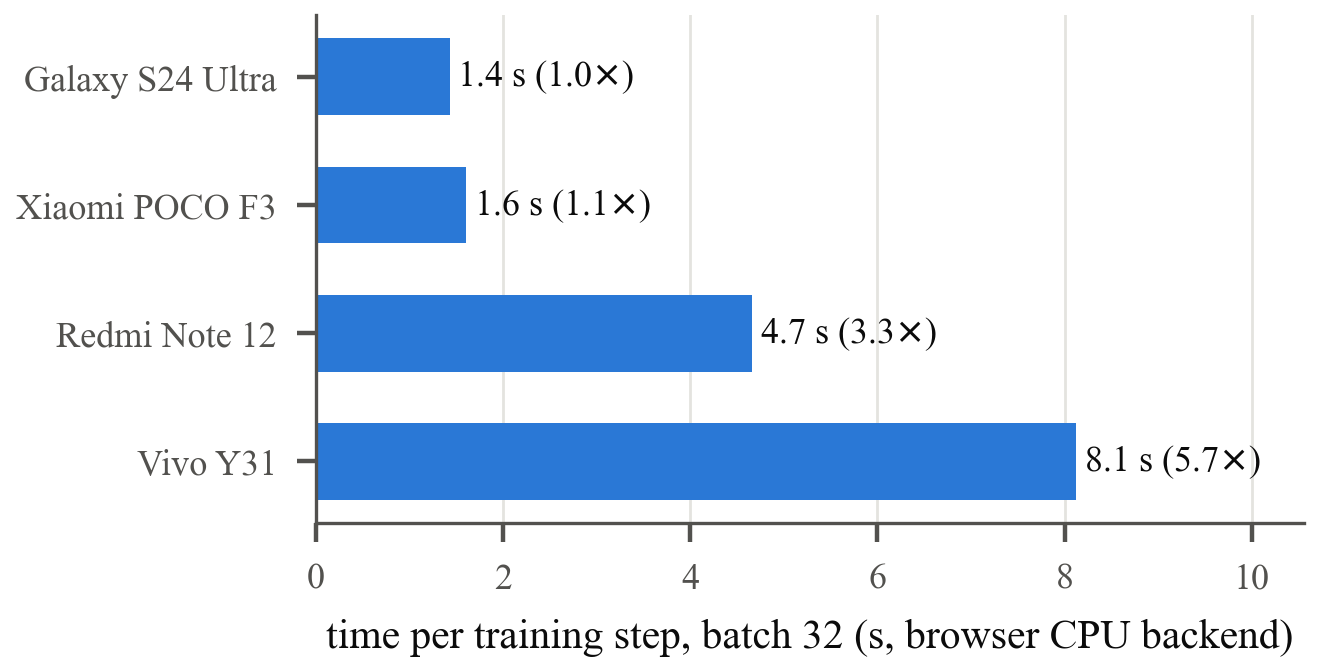 Galaxy S24 Ultra 1.4 s (1.0×)
Xiaomi POCO F3 1.6 s (1.1×)
Redmi Note 12 4.7 s (3.3×)
Vivo Y31 8.1 s (5.7×)
0 2 4 6 8 10
time per training step, batch 32 (s, browser CPU backend)